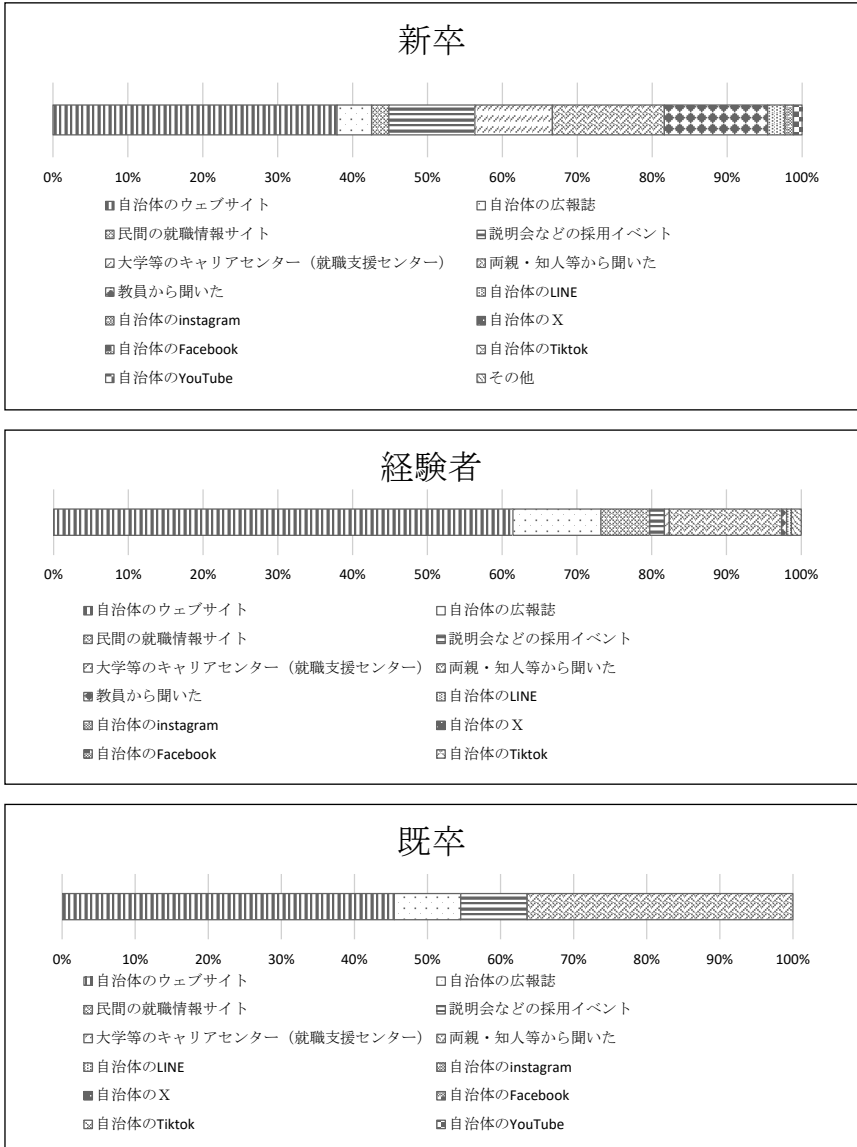 新卒
0% 10% 20% 30% 40% 50% 60% 70% 80% 90% 100%
自治体のウェブサイト 自治体の広報誌
民間の就職情報サイト 説明会などの採用イベント
大学等のキャリアセンター（就職支援センター） 両親・知人等から聞いた
教員から聞いた 自治体のLINE
自治体のinstagram 自治体のＸ
自治体のFacebook 自治体のTiktok
自治体のYouTube その他
経験者
0% 10% 20% 30% 40% 50% 60% 70% 80% 90% 100%
自治体のウェブサイト 自治体の広報誌
民間の就職情報サイト 説明会などの採用イベント
大学等のキャリアセンター（就職支援センター） 両親・知人等から聞いた
教員から聞いた 自治体のLINE
自治体のinstagram 自治体のＸ
自治体のFacebook 自治体のTiktok
既卒
0% 10% 20% 30% 40% 50% 60% 70% 80% 90% 100%
自治体のウェブサイト 自治体の広報誌
民間の就職情報サイト 説明会などの採用イベント
大学等のキャリアセンター（就職支援センター） 両親・知人等から聞いた
自治体のLINE 自治体のinstagram
自治体のＸ 自治体のFacebook
自治体のTiktok 自治体のYouTube